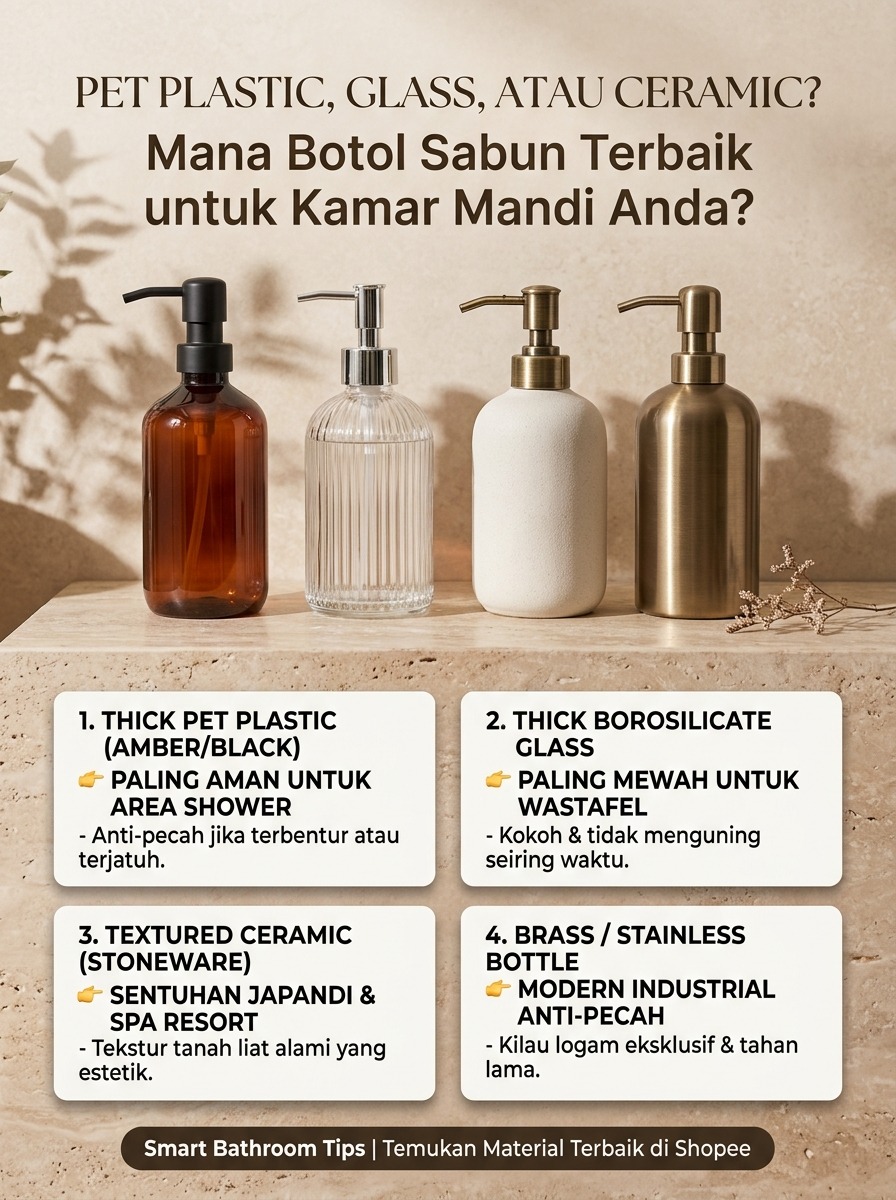 PET PLASTIC, GLASS, ATAU CERAMIC?
Mana Botol Sabun Terbaik
untuk Kamar Mandi Anda?
1. THICK PET PLASTIC
(AMBER/BLACK)
👉 PALING AMAN UNTUK
AREA SHOWER
- Anti-pecah jika terbentur atau
terjatuh.
2. THICK BOROSILICATE
GLASS
👉 PALING MEWAH UNTUK
WASTAFEL
- Kokoh & tidak menguning
seiring waktu.
3. TEXTURED CERAMIC
(STONEWARE)
👉 SENTUHAN JAPANDI &
SPA RESORT
- Tekstur tanah liat alami yang
estetik.
4. BRASS / STAINLESS
BOTTLE
👉 MODERN INDUSTRIAL
ANTI-PECAH
- Kilau logam eksklusif & tahan
lama.
Smart Bathroom Tips | Temukan Material Terbaik di Shopee